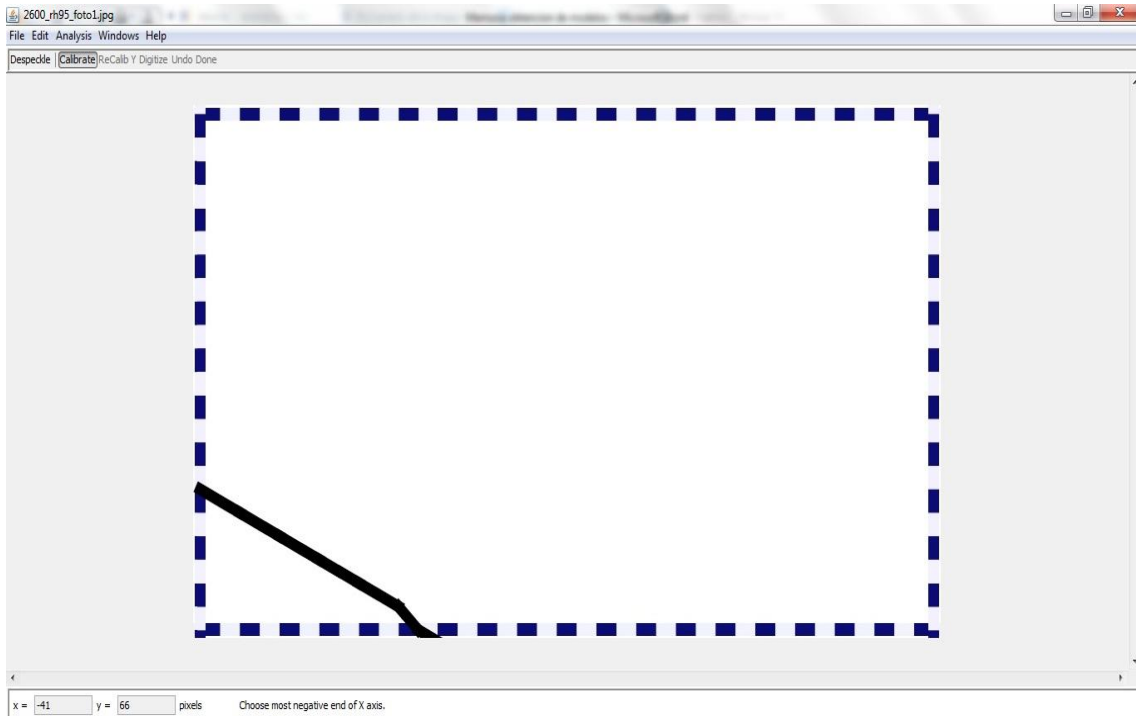 2600_rh95_foto1.jpg
File Edit Analysis Windows Help
Despeckle Calibrate ReCalib Y Digitize Undo Done
x = -41 y = 66 pixels Choose most negative end of X axis.